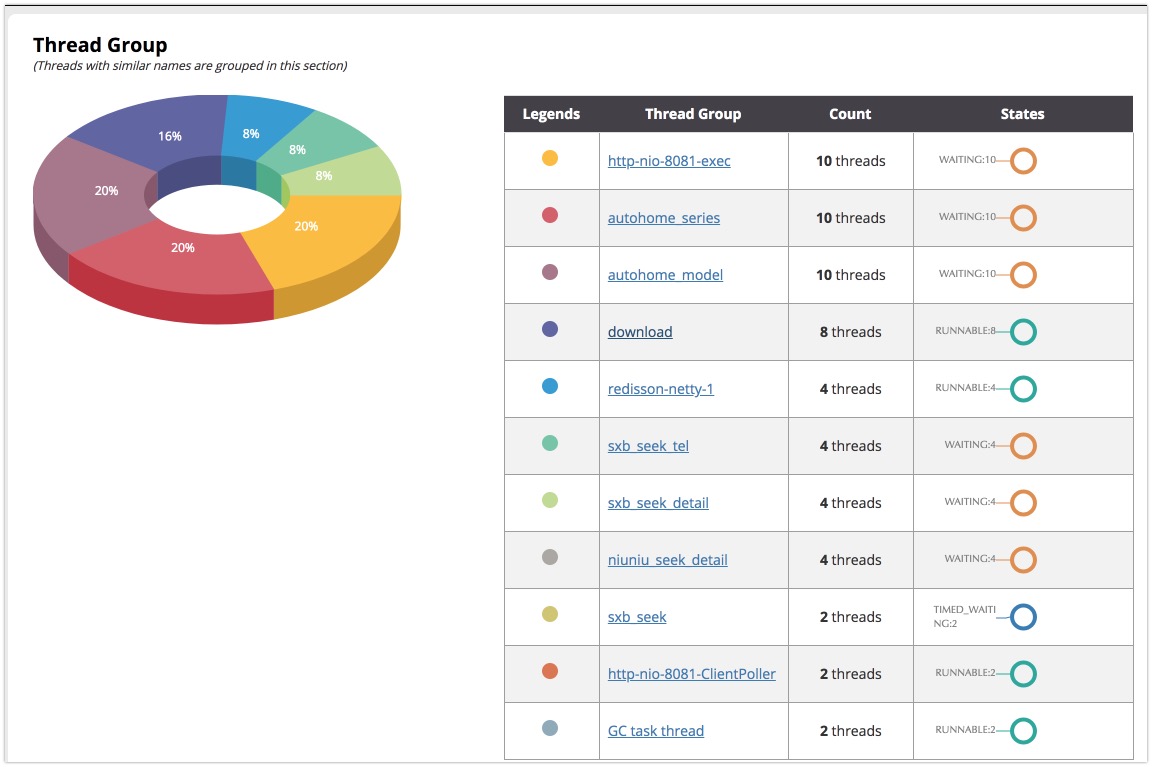 Thread Group
(Threads with similar names are grouped in this section)
16%
8%
8%
8%
20%
20%
20%
Legends Thread Group Count States
http-nio-8081-exec 10 threads WAITING:10
autohome_series 10 threads WAITING:10
autohome_model 10 threads WAITING:10
download 8 threads RUNNABLE:8
redisson-netty-1 4 threads RUNNABLE:4
sxb_seek_tel 4 threads WAITING:4
sxb_seek_detail 4 threads WAITING:4
niuniu_seek_detail 4 threads WAITING:4
sxb_seek 2 threads TIMED_WAITI
NG:2
http-nio-8081-ClientPoller 2 threads RUNNABLE:2
GC task thread 2 threads RUNNABLE:2